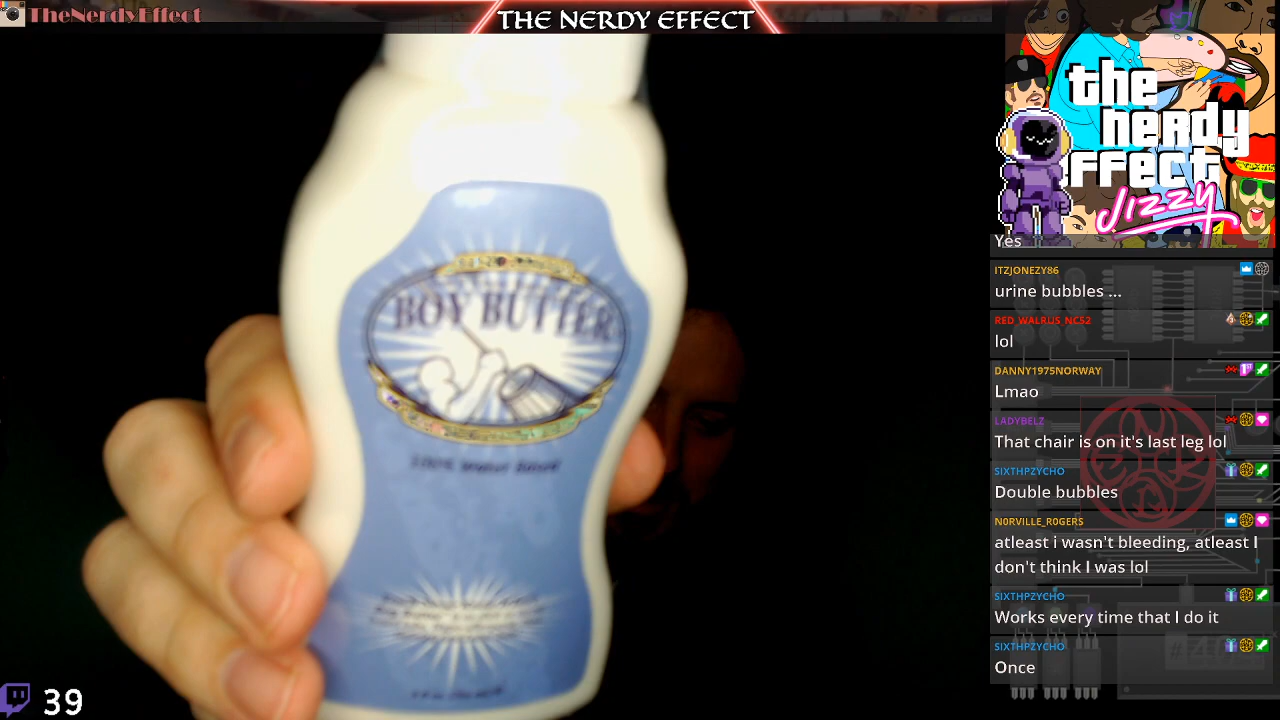 TheNerdyEffect
THE NERDY EFFECT
the
nerdy
effect
Jizzy
BOY BUTTER
Yes
ITZJONEZY86
urine bubbles ...
RED_WALRUS_NC52
lol
DANNY1975NORWAY
Lmao
LADYBELZ
That chair is on it's last leg lol
SIXTHPZYCHO
Double bubbles
N0RVILLE_R0GERS
atleast i wasn't bleeding, atleast I
don't think I was lol
SIXTHPZYCHO
Works every time that I do it
SIXTHPZYCHO
Once
39